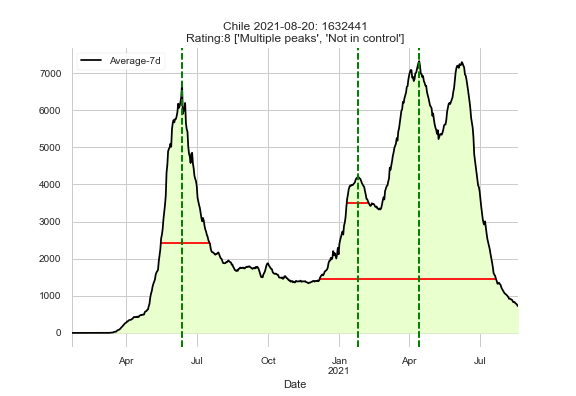 Chile 2021-08-20: 1632441
Rating:8 ['Multiple peaks', 'Not in control']
Average-7d
7000
6000
5000
4000
3000
2000
1000
0
Apr Jul Oct Jan Apr Jul
2021
Date